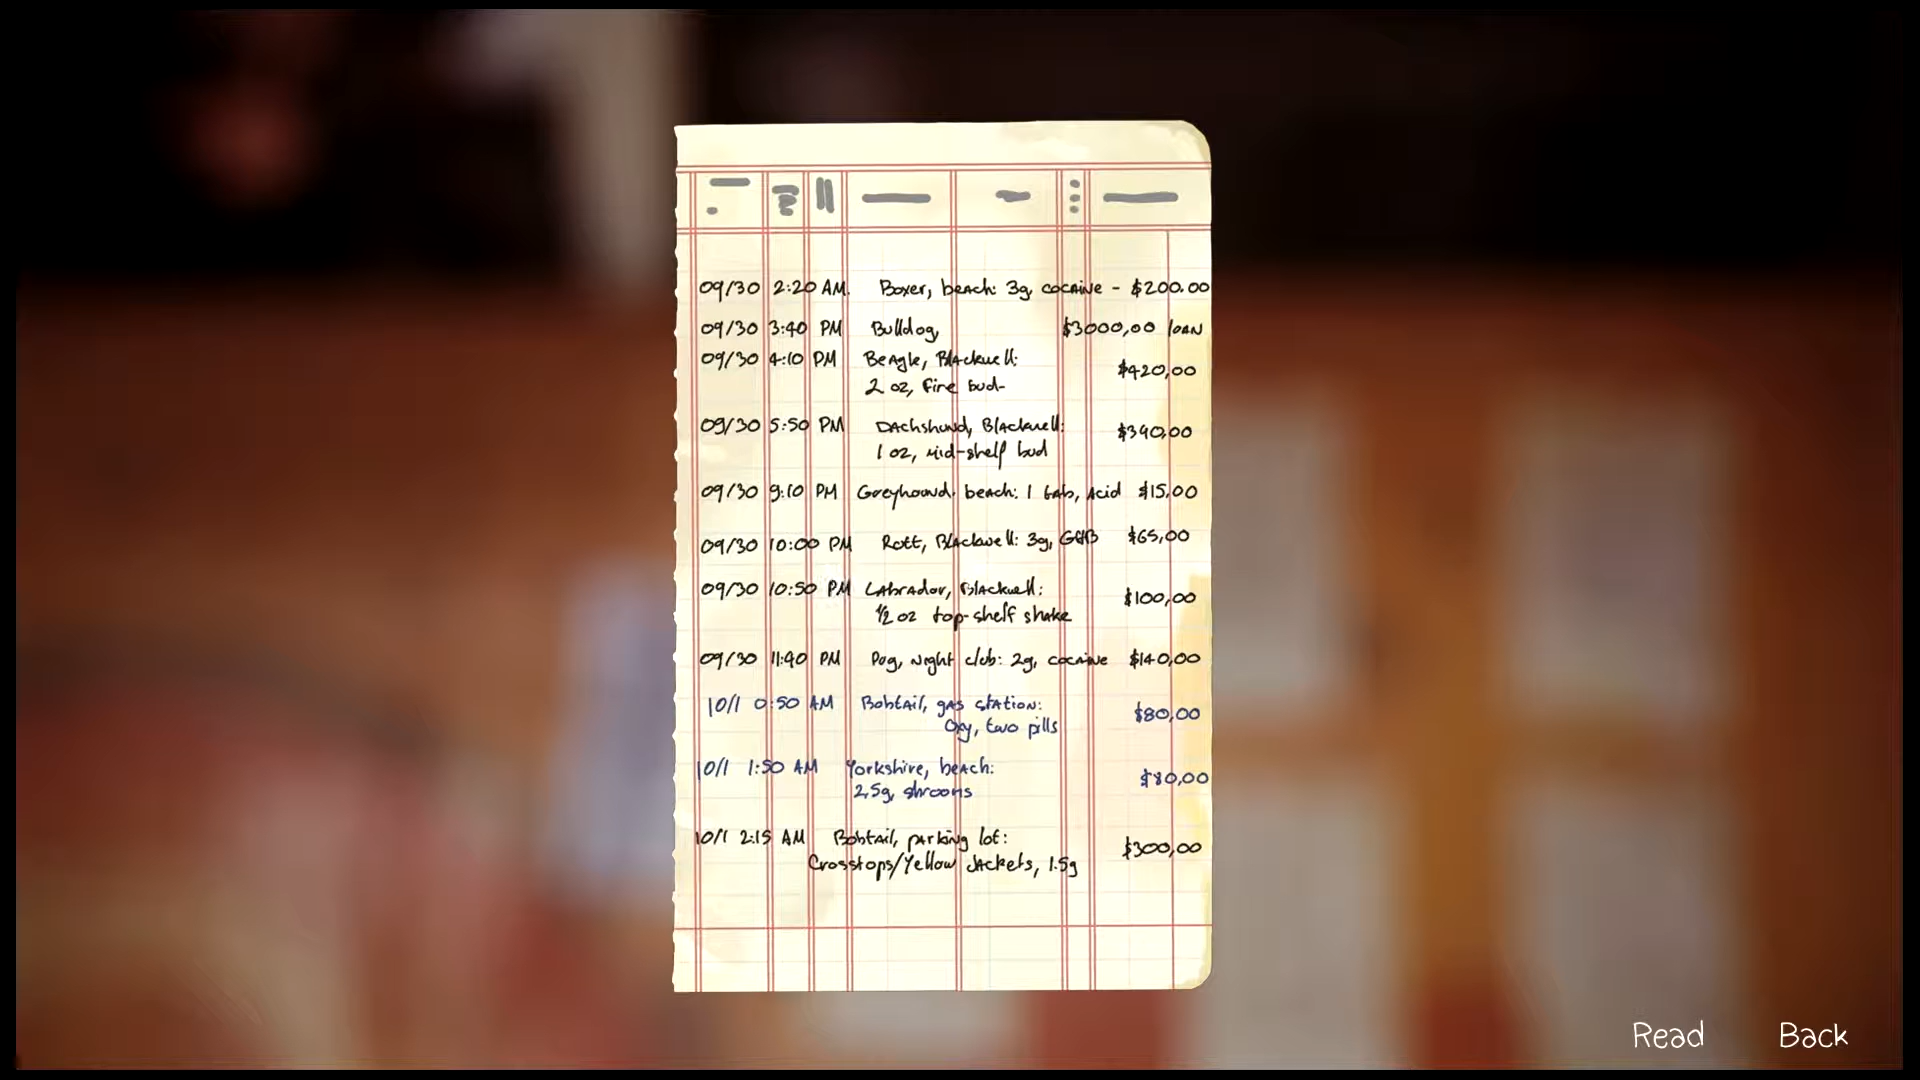 09/30 2:20 AM. Boxer, beach: 3g, cocaine - $200.00
09/30 3:40 PM Bulldog, $3000,00 loan
09/30 4:10 PM Beagle, Blackwell:
2 oz, fire bud- $420,00
09/30 5:50 PM Dachshund, Blackwell: $340,00
1 oz, mid-shelf bud
09/30 9:10 PM Greyhound, beach: 1 tab, acid $15,00
09/30 10:00 PM Rott, Blackwell: 3g, GHB $65,00
09/30 10:50 PM Labrador, Blackwell: $100,00
1/2 oz top-shelf shake
09/30 11:40 PM Pog, night club: 2g, cocaine $140,00
10/1 0:50 AM Bobtail, gas station: $80,00
Oxy, two pills
10/1 1:50 AM Yorkshire, beach: $80,00
2,5g, shrooms
10/1 2:15 AM Bobtail, parking lot: $300,00
Crosstops/Yellow Jackets, 1.5g
Read Back